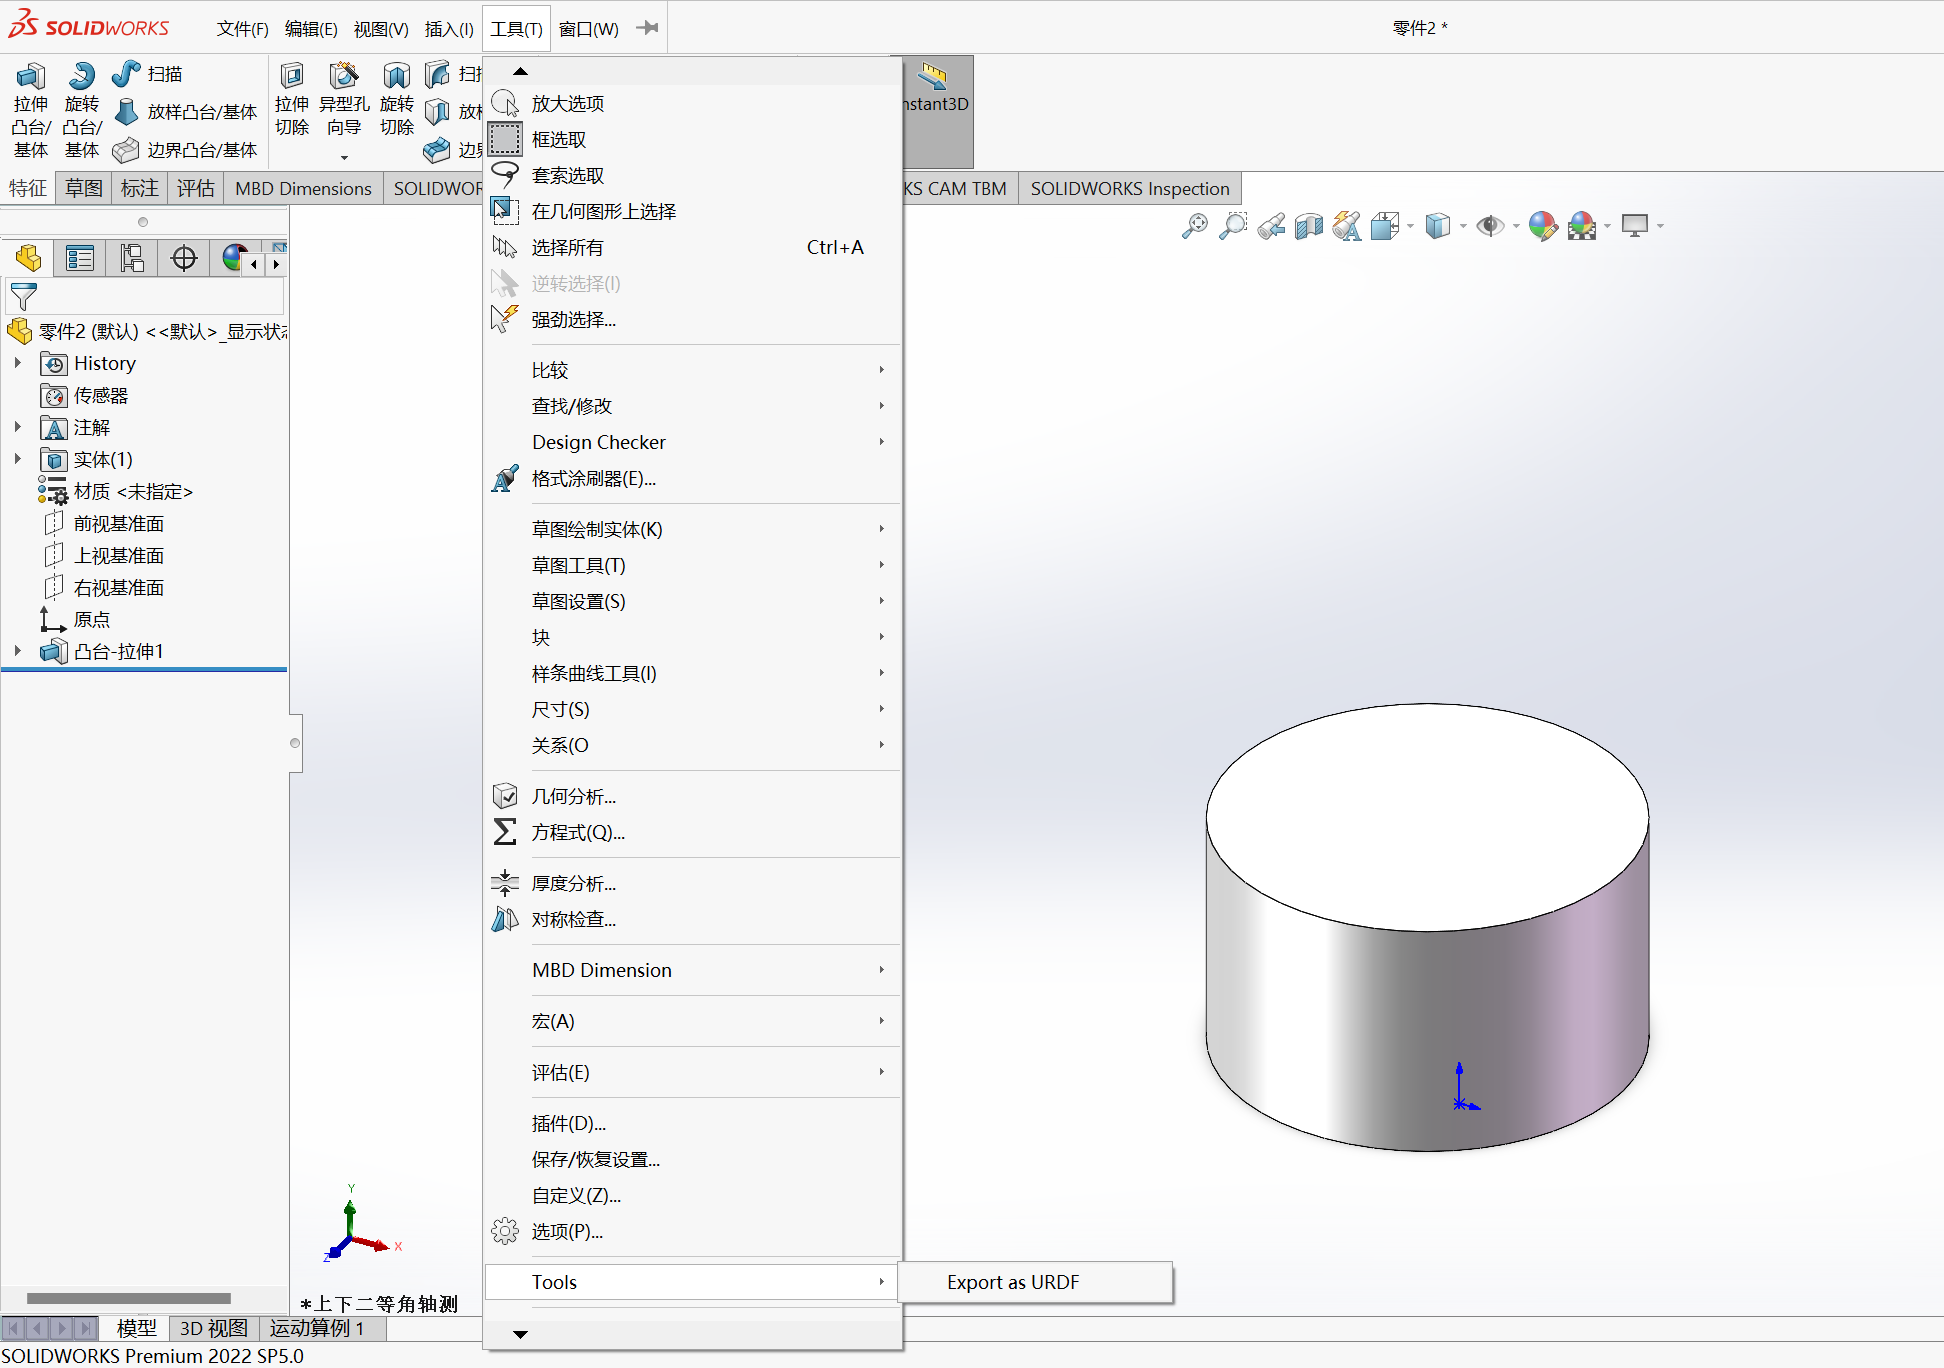 SOLIDWORKS
文件(F) 编辑(E) 视图(V) 插入(I) 工具(T) 窗口(W)
零件2 *
拉伸凸台/基体
旋转凸台/基体
扫描
放样凸台/基体
边界凸台/基体
拉伸切除
异型孔向导
旋转切除
扫
放
边
nstant3D
特征 草图 标注 评估 MBD Dimensions SOLIDWOR
KS CAM TBM SOLIDWORKS Inspection
零件2 (默认) <<默认>_显示状
History
传感器
注解
实体(1)
材质 <未指定>
前视基准面
上视基准面
右视基准面
原点
凸台-拉伸1
放大选项
框选取
套索选取
在几何图形上选择
选择所有 Ctrl+A
逆转选择(I)
强劲选择...
比较
查找/修改
Design Checker
格式涂刷器(E)...
草图绘制实体(K)
草图工具(T)
草图设置(S)
块
样条曲线工具(I)
尺寸(S)
关系(O
几何分析...
方程式(Q)...
厚度分析...
对称检查...
MBD Dimension
宏(A)
评估(E)
插件(D)...
保存/恢复设置...
自定义(Z)...
选项(P)...
Tools
Export as URDF
Y
X
Z
*上下二等角轴测
模型 3D 视图 运动算例 1
SOLIDWORKS Premium 2022 SP5.0